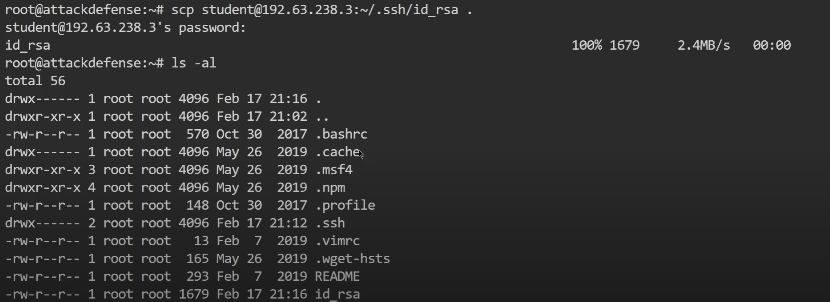 root@attackdefense:~# scp student@192.63.238.3:~/.ssh/id_rsa .
student@192.63.238.3's password:
id_rsa 100% 1679 2.4MB/s 00:00
root@attackdefense:~# ls -al
total 56
drwx------ 1 root root 4096 Feb 17 21:16 .
drwxr-xr-x 1 root root 4096 Feb 17 21:02 ..
-rw-r--r-- 1 root root 570 Oct 30 2017 .bashrc
drwx------ 1 root root 4096 May 26 2019 .cache
drwxr-xr-x 3 root root 4096 May 26 2019 .msf4
drwxr-xr-x 4 root root 4096 May 26 2019 .npm
-rw-r--r-- 1 root root 148 Oct 30 2017 .profile
drwx------ 2 root root 4096 Feb 17 21:12 .ssh
-rw-r--r-- 1 root root 13 Feb 7 2019 .vimrc
-rw-r--r-- 1 root root 165 May 26 2019 .wget-hsts
-rw-r--r-- 1 root root 293 Feb 7 2019 README
-rw-r--r-- 1 root root 1679 Feb 17 21:16 id_rsa